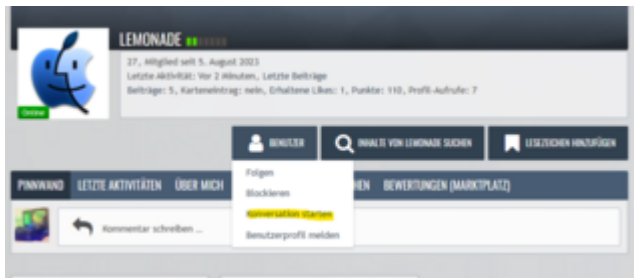 LEMONADE
27, Mitglied seit 5. August 2023
Letzte Aktivität: Vor 2 Minuten, Letzte Beiträge
Beiträge: 5, Karteneintrag: nein, Erhaltene Likes: 1, Punkte: 110, Profil-Aufrufe: 7
Online
BENUTZER
INHALTE VON LEMONADE SUCHEN
LESEZEICHEN HINZUFÜGEN
Folgen
Blockieren
Konversation starten
Benutzerprofil melden
PINNWAND LETZTE AKTIVITÄTEN ÜBER MICH HEN BEWERTUNGEN (MARKTPLATZ)
Kommentar schreiben ...